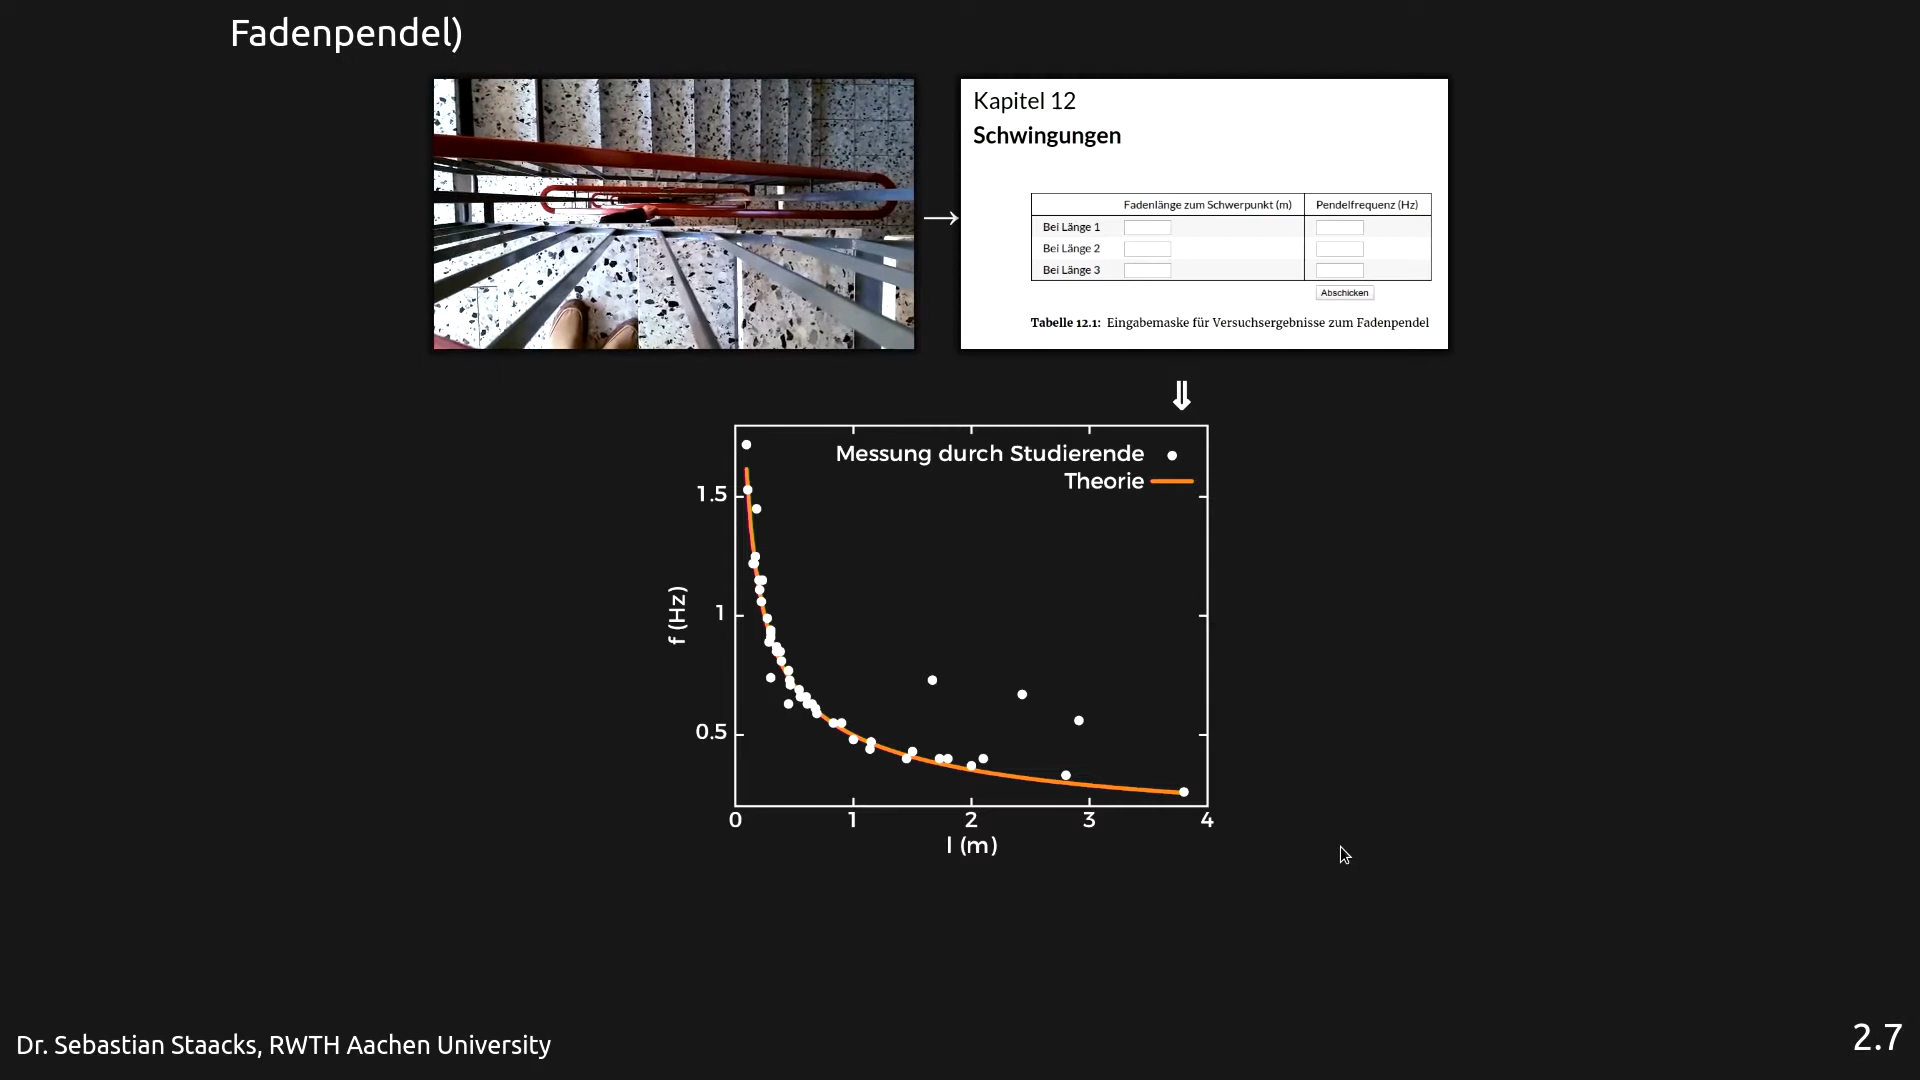 Fadenpendel)
→
Kapitel 12
Schwingungen
Fadenlänge zum Schwerpunkt (m) Pendelfrequenz (Hz)
Bei Länge 1
Bei Länge 2
Bei Länge 3
Abschicken
Tabelle 12.1: Eingabemaske für Versuchsergebnisse zum Fadenpendel
⇓
Messung durch Studierende
Theorie
1.5
1
0.5
f (Hz)
0 1 2 3 4
l (m)
Dr. Sebastian Staacks, RWTH Aachen University
2.7